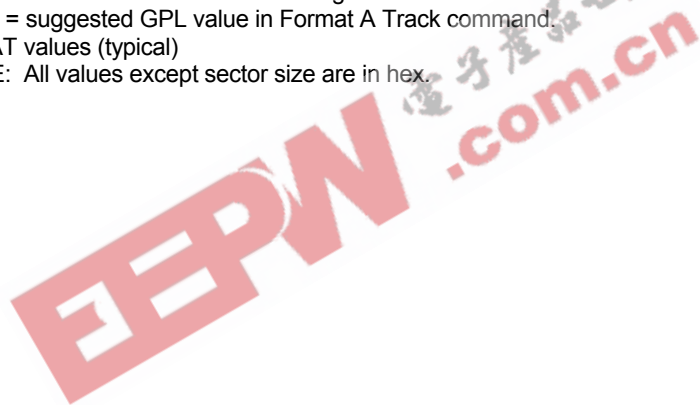 = suggested GPL value in Format A Track command.
AT values (typical)
E: All values except sector size are in hex.
EEPW
.com.cn